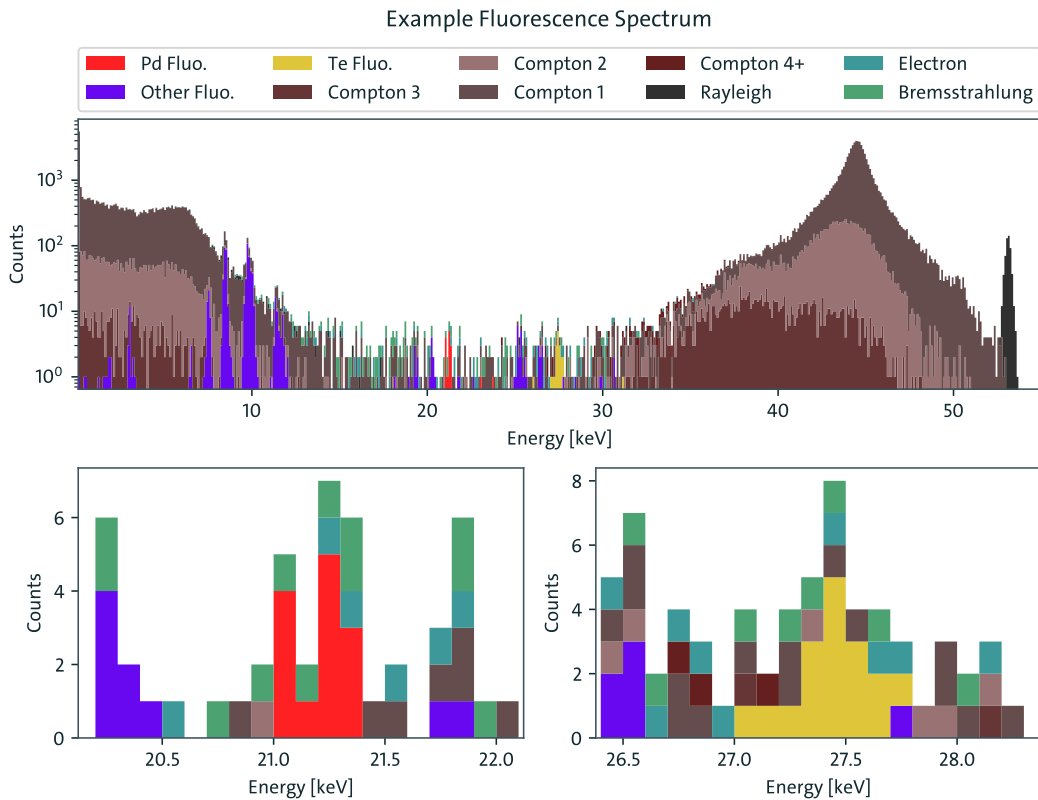 Example Fluorescence Spectrum
Pd Fluo. Te Fluo. Compton 2 Compton 4+ Electron
Other Fluo. Compton 3 Compton 1 Rayleigh Bremsstrahlung
10³
10²
10¹
10⁰
Counts
10 20 30 40 50
Energy [keV]
6
4
2
0
Counts
20.5 21.0 21.5 22.0
Energy [keV]
8
6
4
2
0
Counts
26.5 27.0 27.5 28.0
Energy [keV]